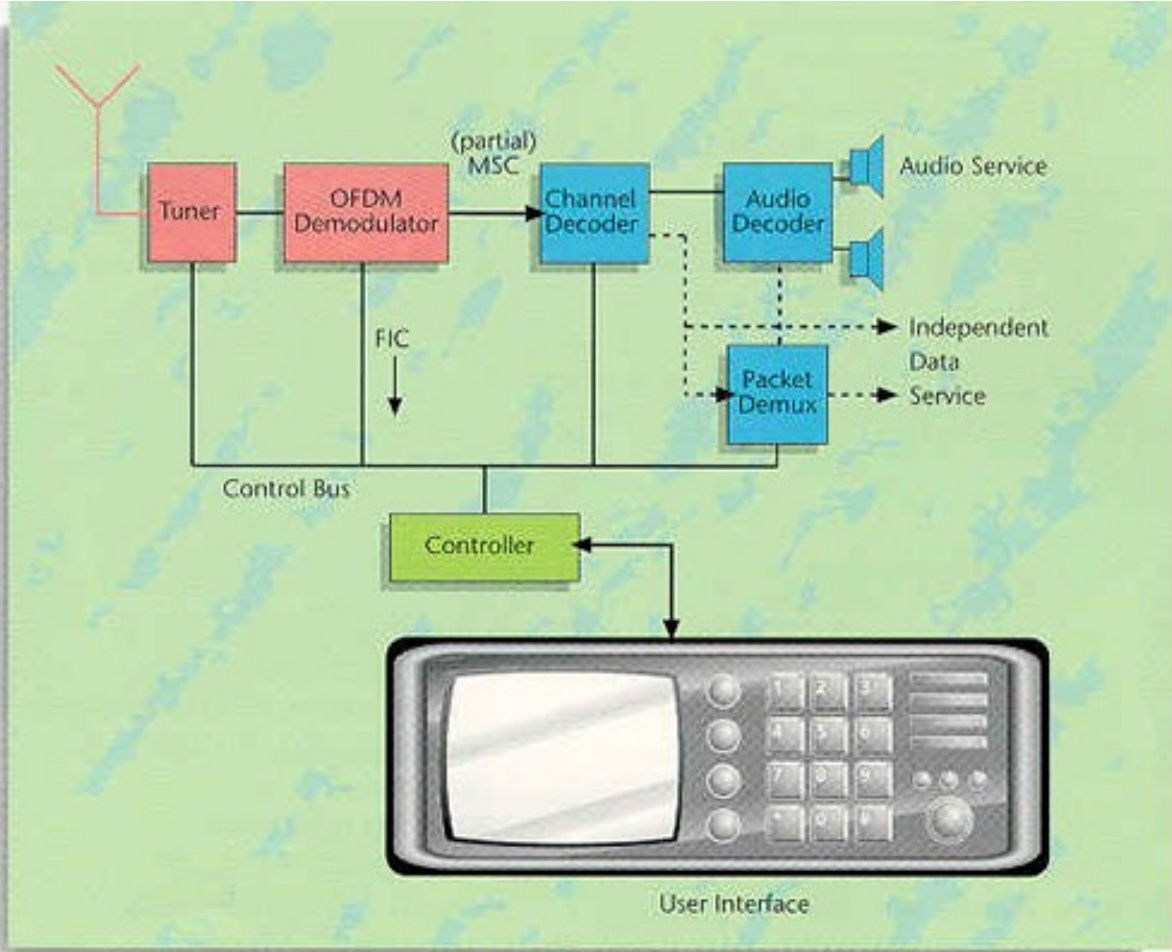 (partial)
MSC
Tuner
OFDM
Demodulator
Channel
Decoder
Audio
Decoder
Audio Service
FIC
Independent
Data
Service
Packet
Demux
Control Bus
Controller
1 2 3
4 5 6
7 8 9
* 0 #
User Interface